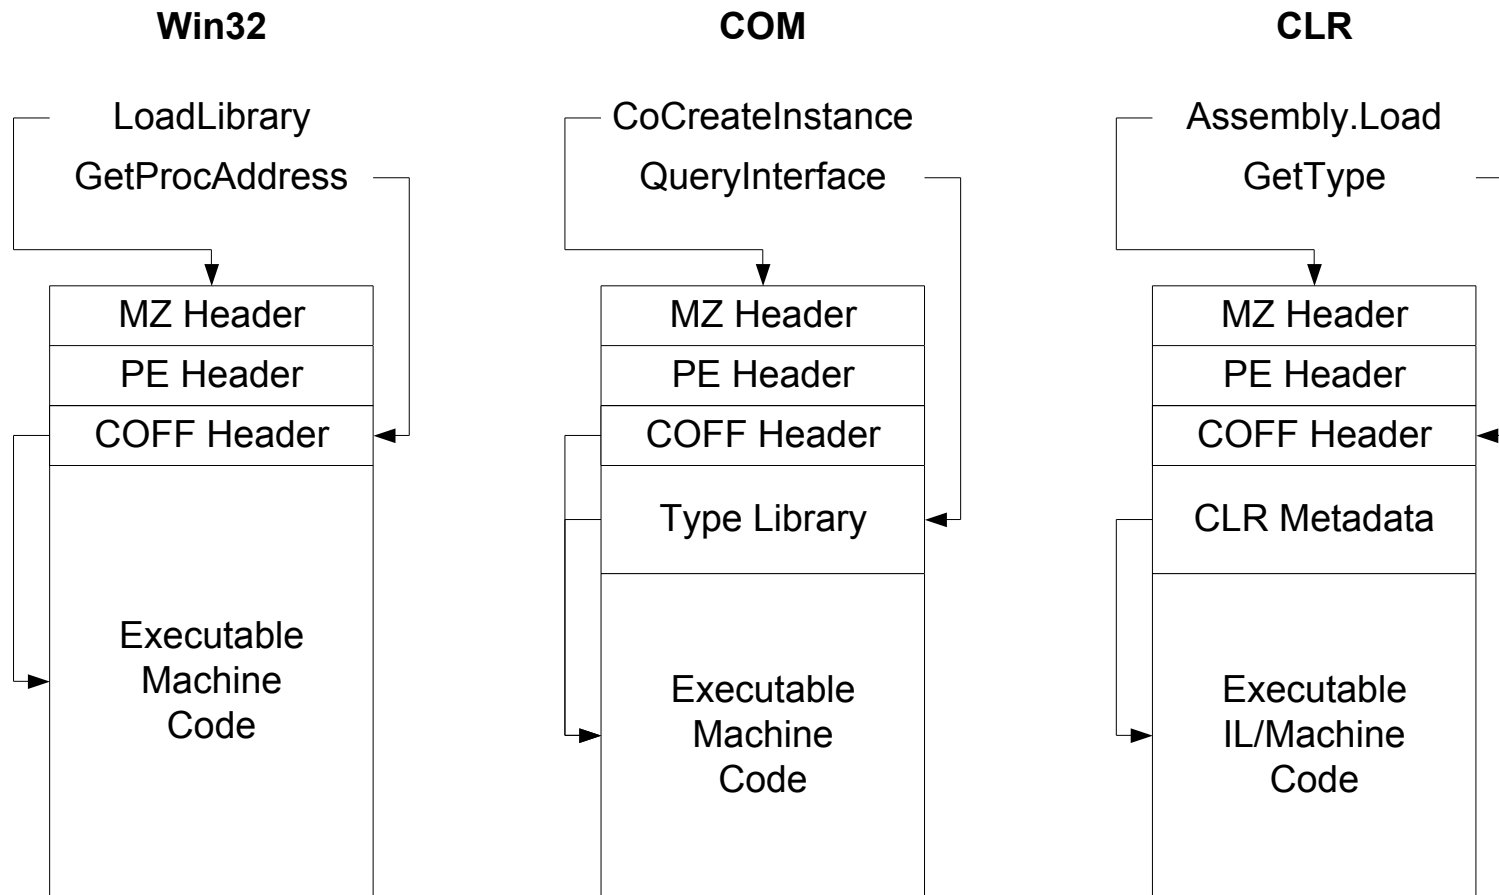 Win32
LoadLibrary
GetProcAddress
MZ Header
PE Header
COFF Header
Executable
Machine
Code
COM
CoCreateInstance
QueryInterface
MZ Header
PE Header
COFF Header
Type Library
Executable
Machine
Code
CLR
Assembly.Load
GetType
MZ Header
PE Header
COFF Header
CLR Metadata
Executable
IL/Machine
Code